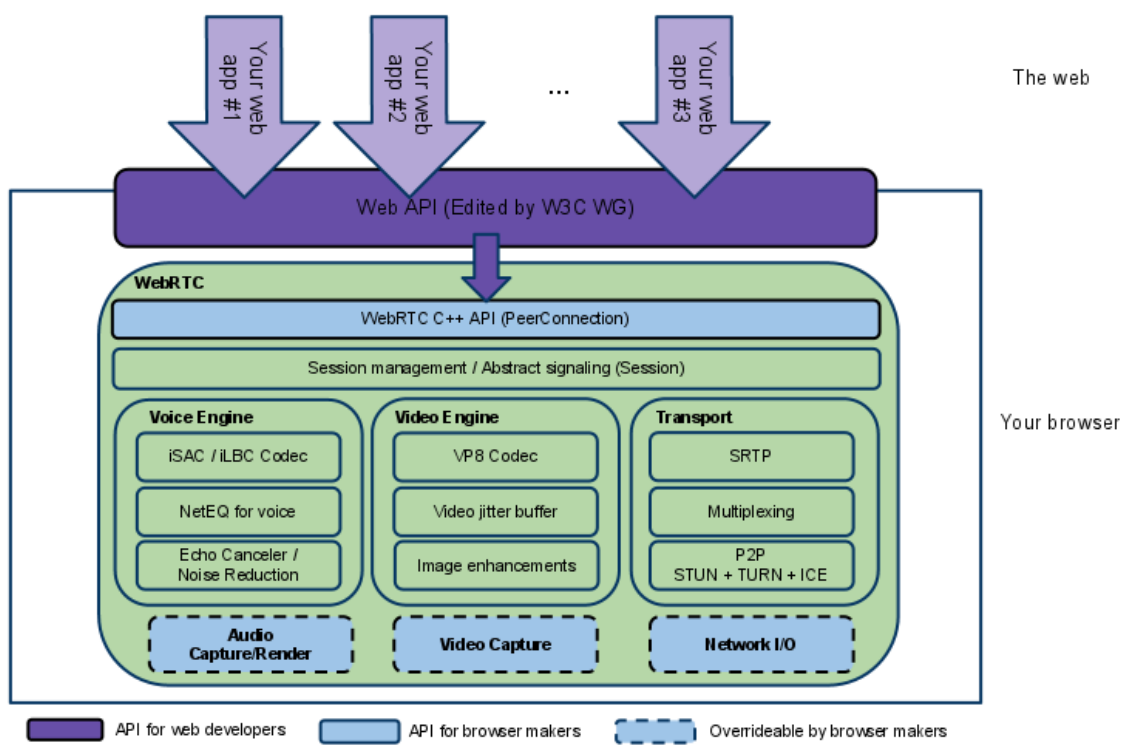 Your web
app #1
Your web
app #2
...
Your web
app #3
The web
Web API (Edited by W3C WG)
WebRTC
WebRTC C++ API (PeerConnection)
Session management / Abstract signaling (Session)
Your browser
Voice Engine
iSAC / iLBC Codec
NetEQ for voice
Echo Canceler /
Noise Reduction
Video Engine
VP8 Codec
Video jitter buffer
Image enhancements
Transport
SRTP
Multiplexing
P2P
STUN + TURN + ICE
Audio
Capture/Render
Video Capture
Network I/O
API for web developers
API for browser makers
Overrideable by browser makers